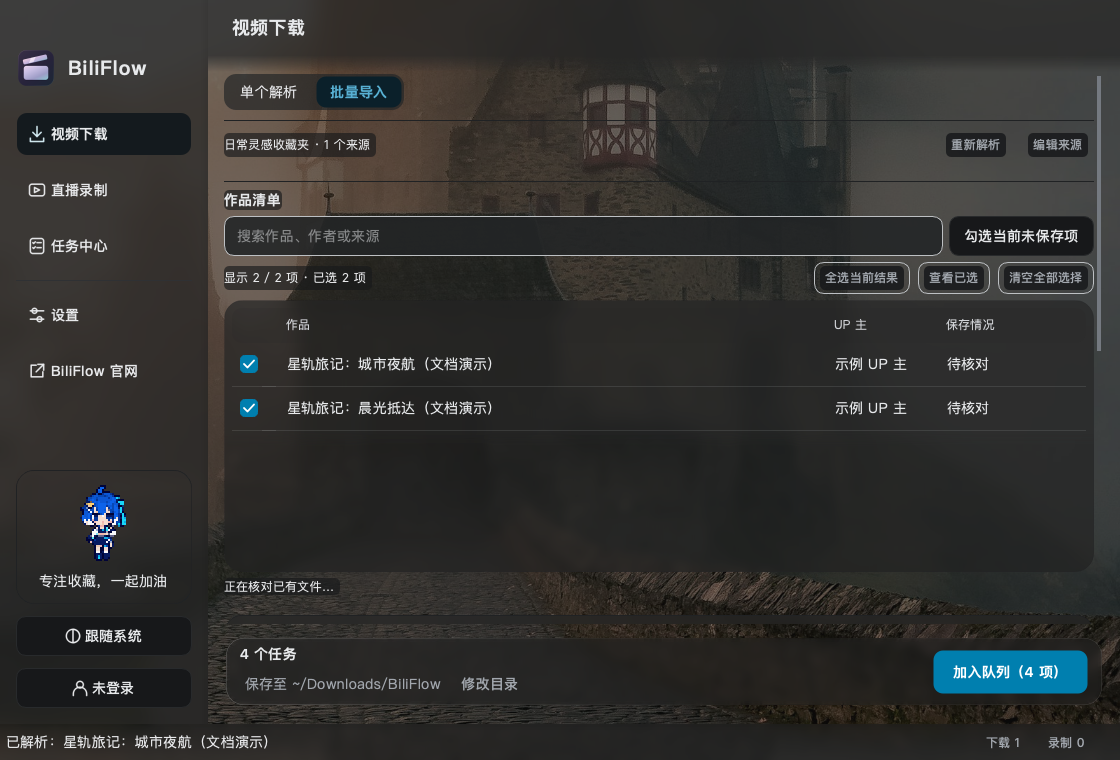 视频下载
BiliFlow
视频下载
直播录制
任务中心
设置
BiliFlow 官网
专注收藏，一起加油
跟随系统
未登录
单个解析 批量导入
日常灵感收藏夹 · 1 个来源 重新解析 编辑来源
作品清单
搜索作品、作者或来源 勾选当前未保存项
显示 2 / 2 项 · 已选 2 项 全选当前结果 查看已选 清空全部选择
作品 UP 主 保存情况
星轨旅记：城市夜航（文档演示） 示例 UP 主 待核对
星轨旅记：晨光抵达（文档演示） 示例 UP 主 待核对
正在核对已有文件...
4 个任务
保存至 ~/Downloads/BiliFlow 修改目录
加入队列（4 项）
已解析：星轨旅记：城市夜航（文档演示） 下载 1 录制 0